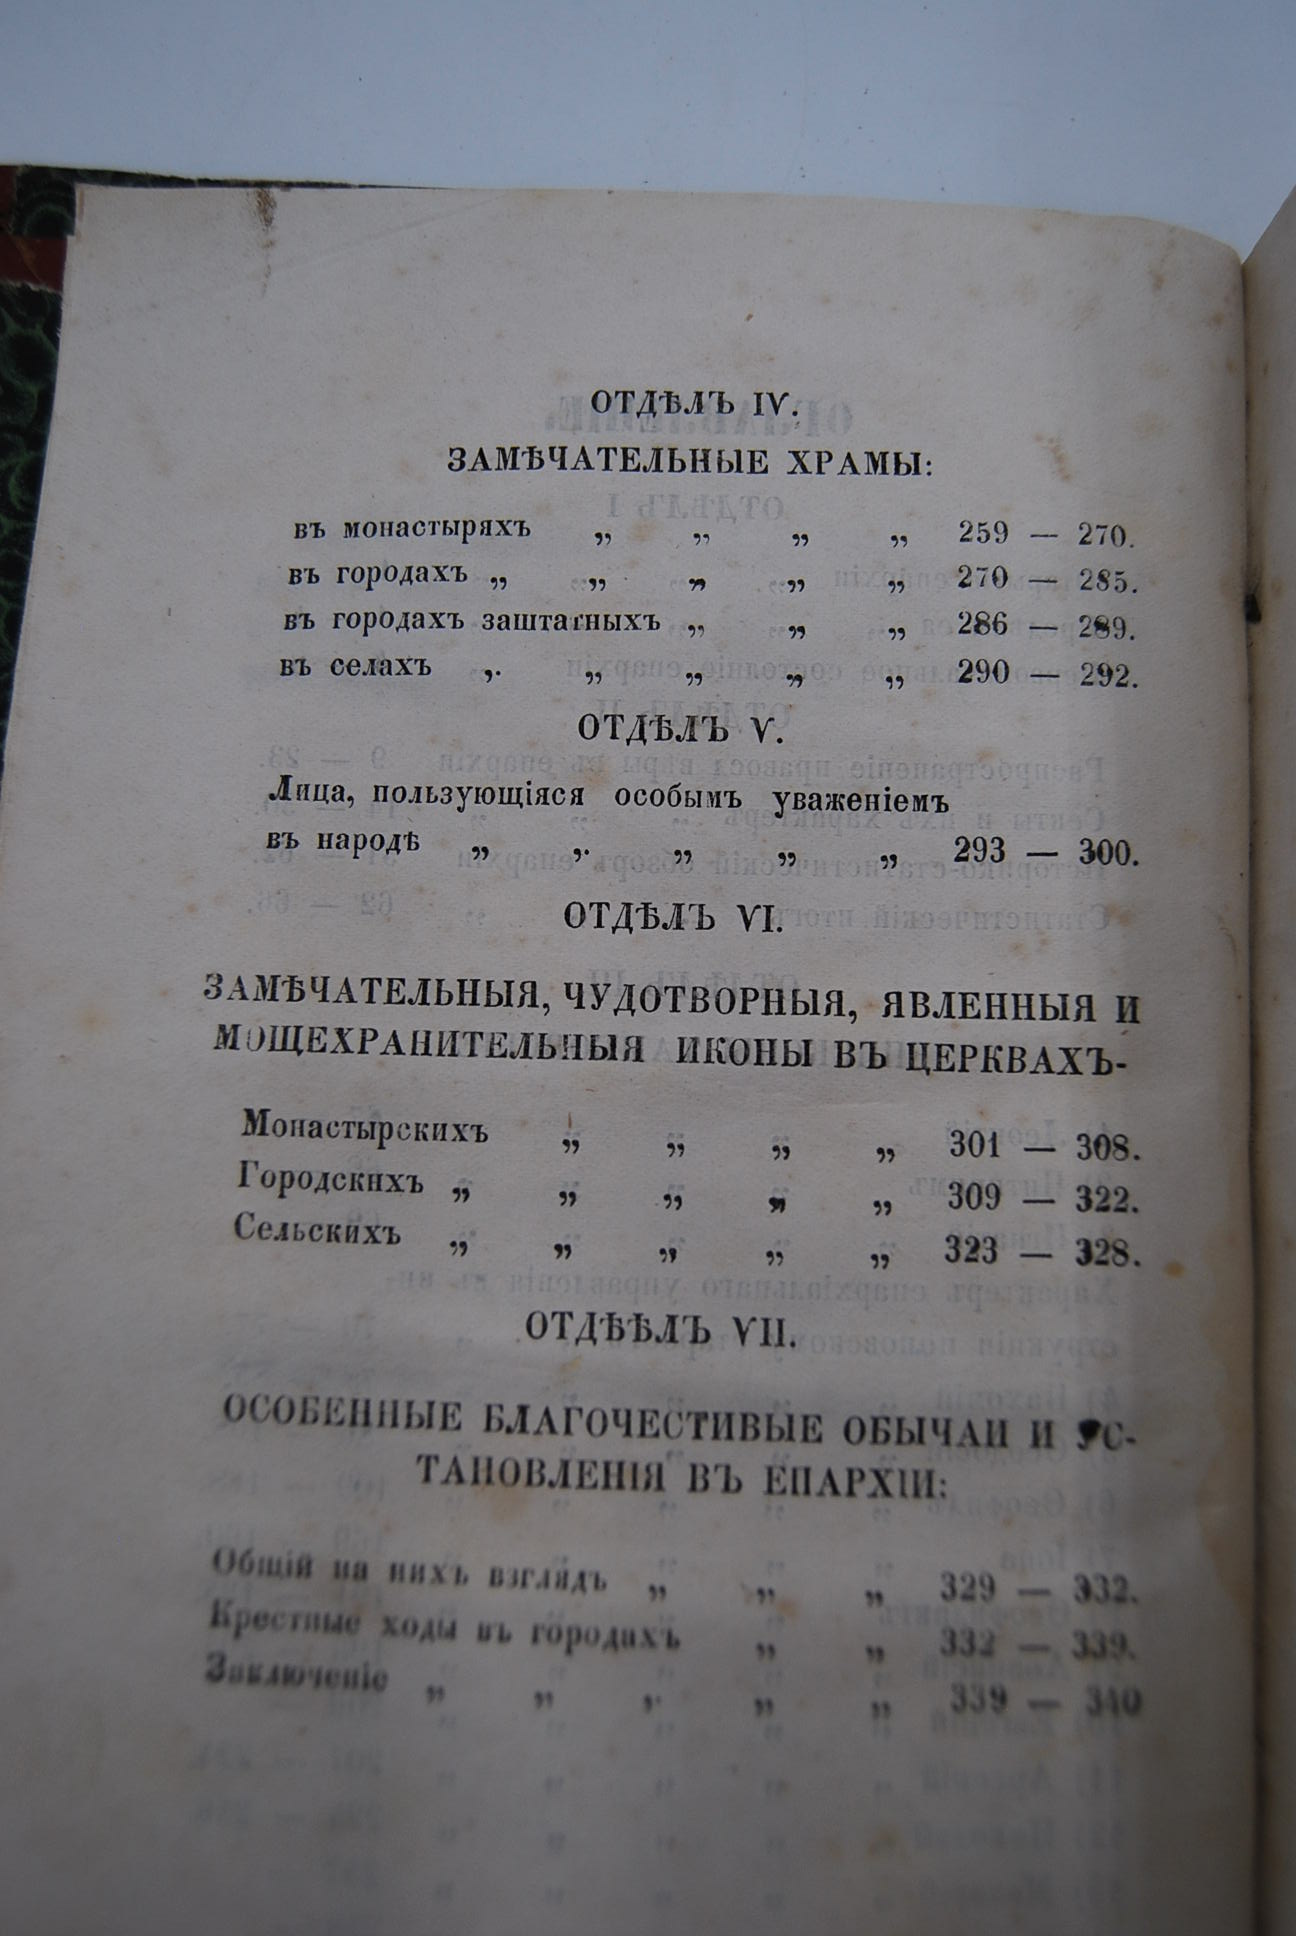 ОТДѢЛЪ IV.
ЗАМѢЧАТЕЛЬНЫЕ ХРАМЫ:
въ монастыряхъ „ „ „ „ 259 — 270.
въ городахъ „ „ „ „ „ 270 — 285.
въ городахъ заштатныхъ „ „ „ 286 — 289.
въ селахъ „ „ „ „ „ 290 — 292.
ОТДѢЛЪ V.
Лица, пользующіяся особымъ уваженіемъ
въ народѣ „ „ „ „ „ 293 — 300.
ОТДѢЛЪ VI.
ЗАМѢЧАТЕЛЬНЫЯ, ЧУДОТВОРНЫЯ, ЯВЛЕННЫЯ И
МОЩЕХРАНИТЕЛЬНЫЯ ИКОНЫ ВЪ ЦЕРКВАХЪ-
Монастырскихъ „ „ „ „ 301 — 308.
Городскихъ „ „ „ „ „ 309 — 322.
Сельскихъ „ „ „ „ „ 323 — 328.
ОТДѢѢЛЪ VII.
ОСОБЕННЫЕ БЛАГОЧЕСТИВЫЕ ОБЫЧАИ И УС-
ТАНОВЛЕНІЯ ВЪ ЕПАРХІИ:
Общій на нихъ взглядъ „ „ „ 329 — 332.
Крестные ходы въ городахъ „ „ 332 — 339.
Заключеніе „ „ „ „ „ 339 — 340